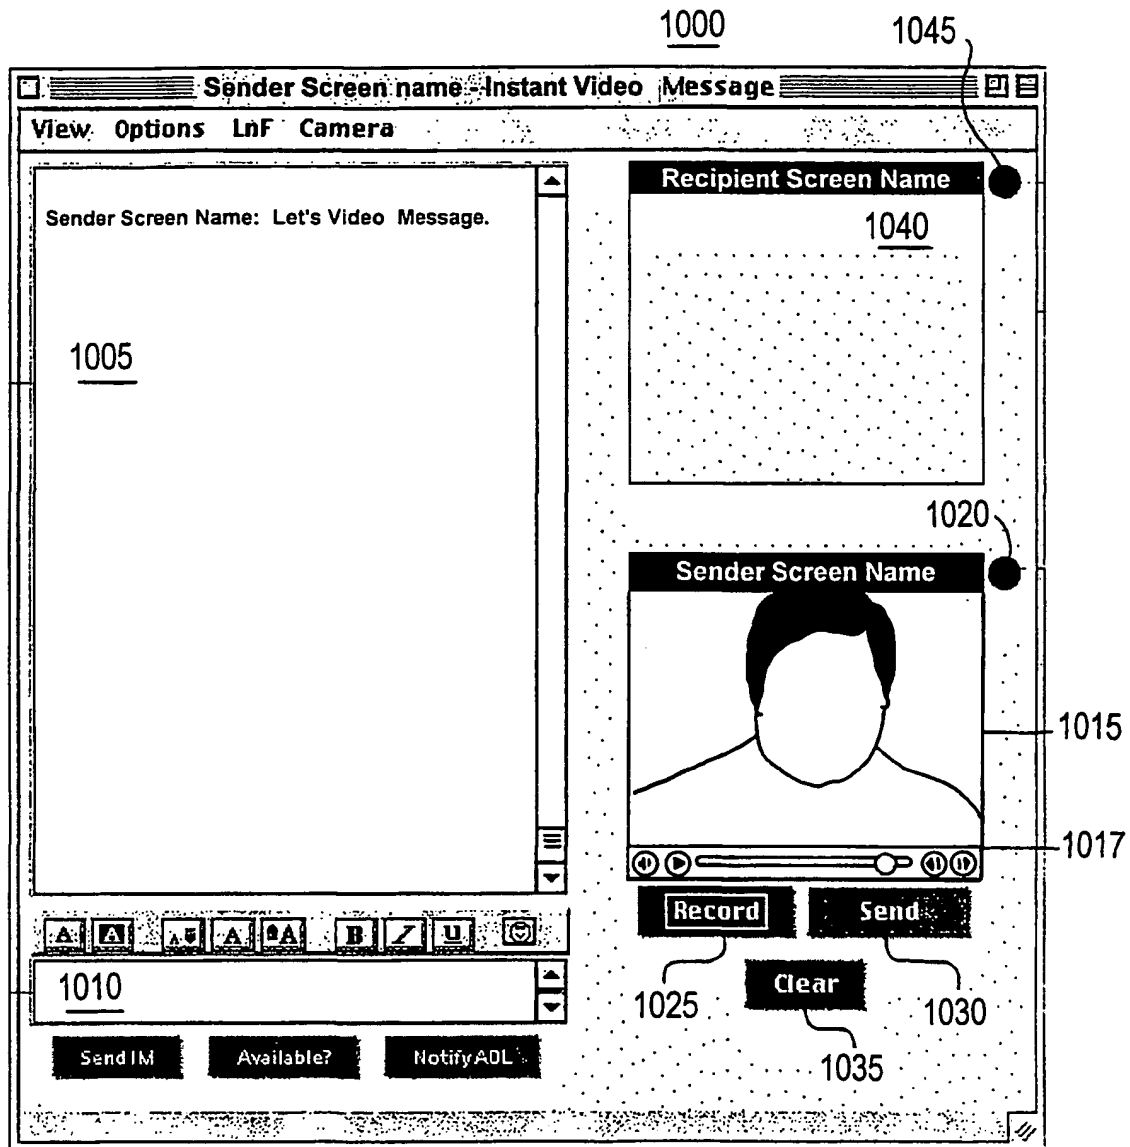 1000
1045
Sender Screen name - Instant Video Message
View Options LnF Camera
Recipient Screen Name
1040
Sender Screen Name: Let's Video Message.
1005
1020
Sender Screen Name
1015
1017
Record Send
A A A A A B I U
1010
1025
Clear
1030
Send IM Available? Notify AOL
1035